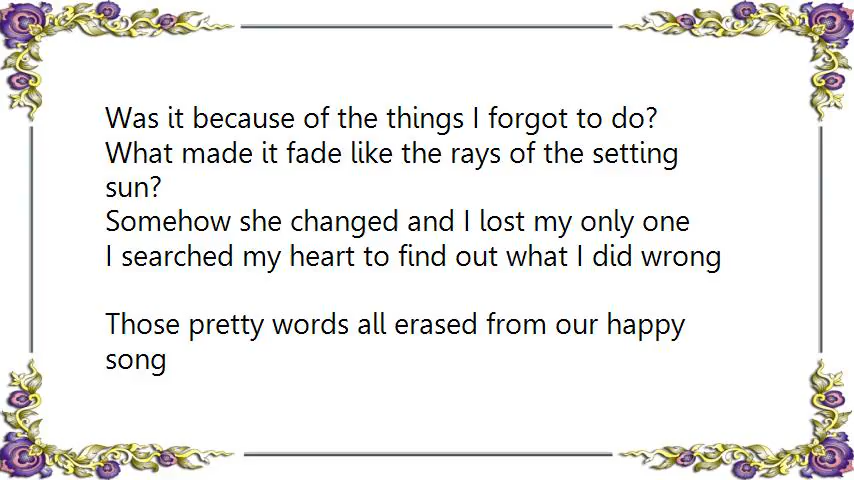 Was it because of the things I forgot to do?
What made it fade like the rays of the setting
sun?
Somehow she changed and I lost my only one
I searched my heart to find out what I did wrong
Those pretty words all erased from our happy
song